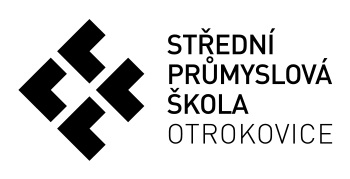 STŘEDNÍ
PRŮMYSLOVÁ
ŠKOLA
OTROKOVICE